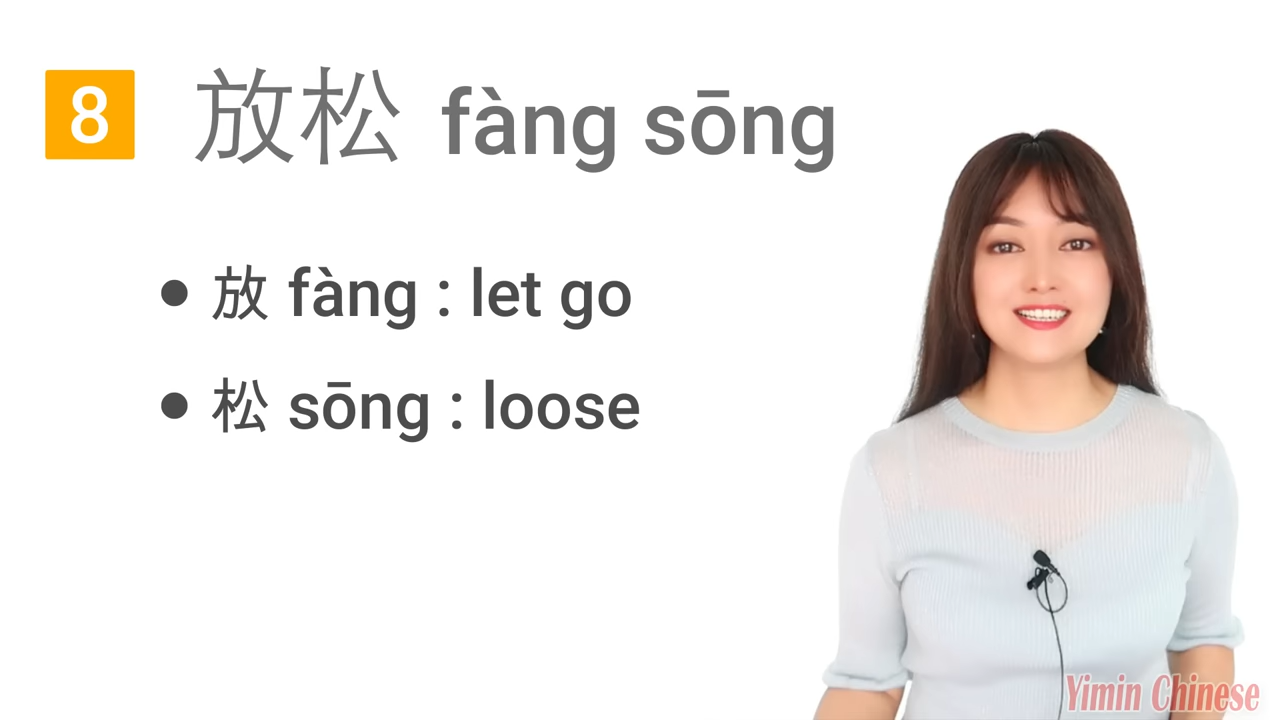 8 放松 fàng sōng
• 放 fàng : let go
• 松 sōng : loose
Yimin Chinese